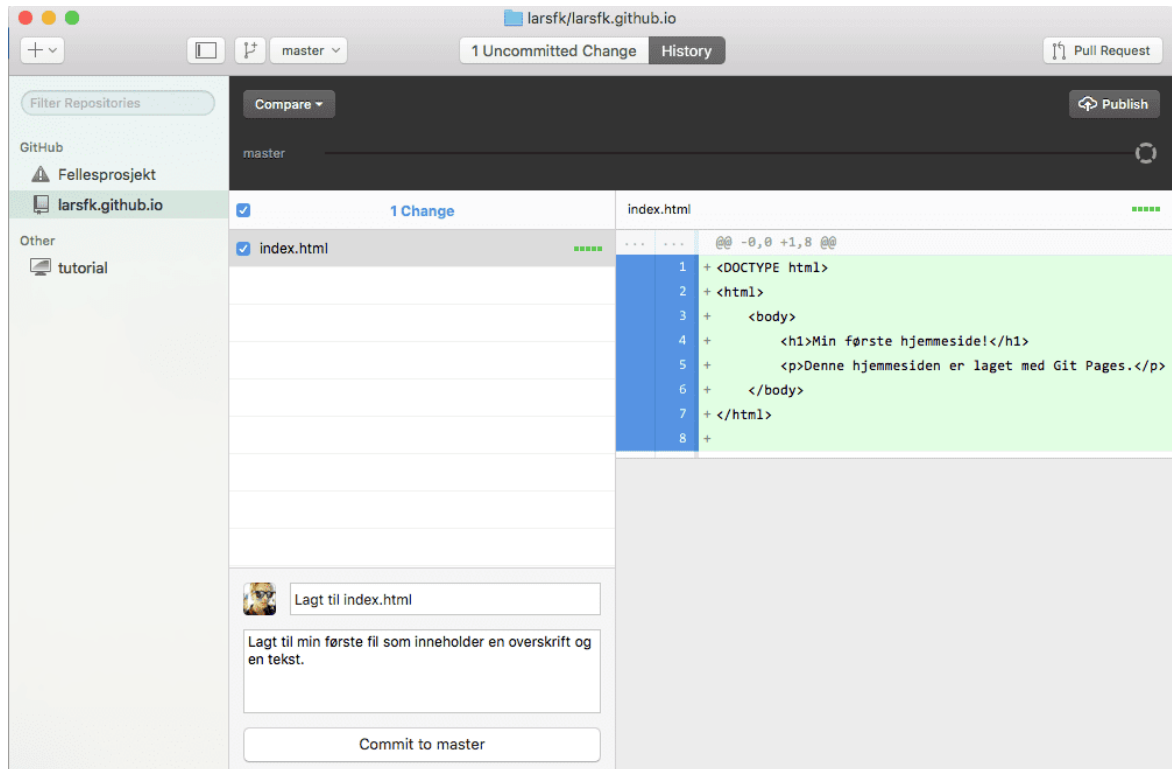 larsfk/larsfk.github.io
master
1 Uncommitted Change
History
Pull Request
Filter Repositories
GitHub
Fellesprosjekt
larsfk.github.io
Other
tutorial
Compare
Publish
master
1 Change
index.html
index.html
... ... @@ -0,0 +1,8 @@
1 + <DOCTYPE html>
2 + <html>
3 +     <body>
4 +         <h1>Min første hjemmeside!</h1>
5 +         <p>Denne hjemmesiden er laget med Git Pages.</p>
6 +     </body>
7 + </html>
8 +
Lagt til index.html
Lagt til min første fil som inneholder en overskrift og
en tekst.
Commit to master